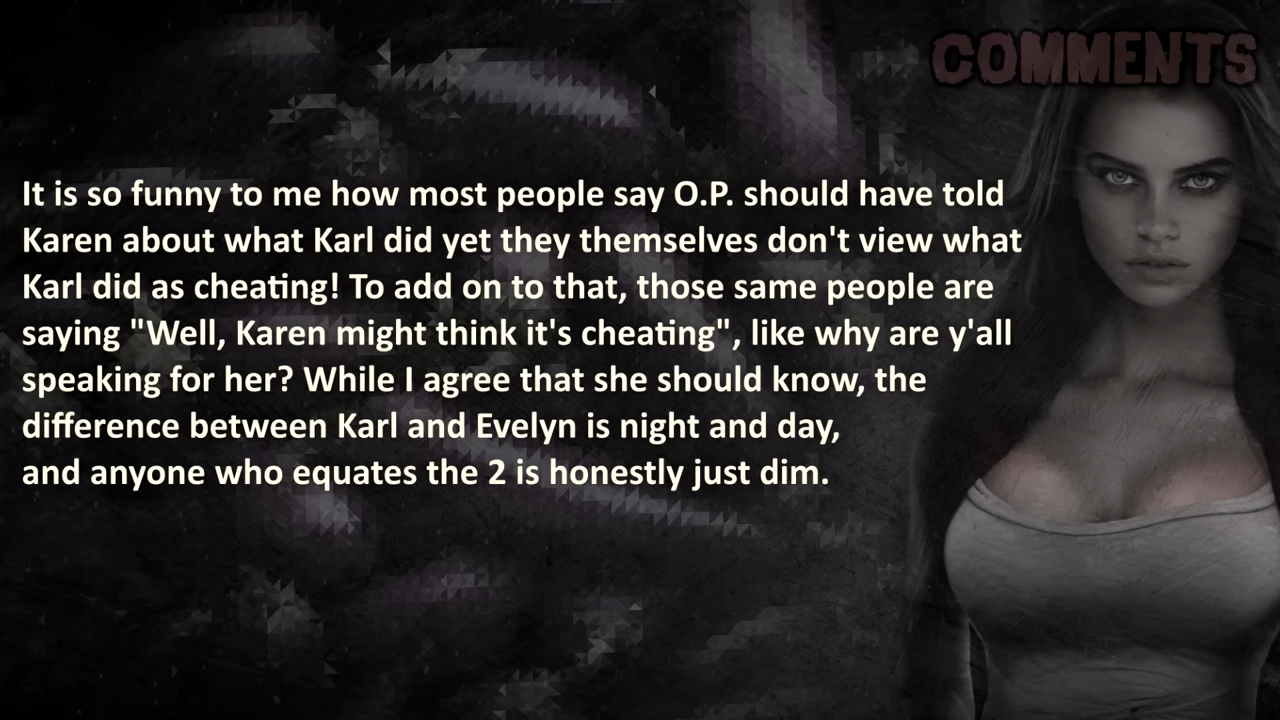 COMMENTS
It is so funny to me how most people say O.P. should have told
Karen about what Karl did yet they themselves don't view what
Karl did as cheating! To add on to that, those same people are
saying "Well, Karen might think it's cheating", like why are y'all
speaking for her? While I agree that she should know, the
difference between Karl and Evelyn is night and day,
and anyone who equates the 2 is honestly just dim.